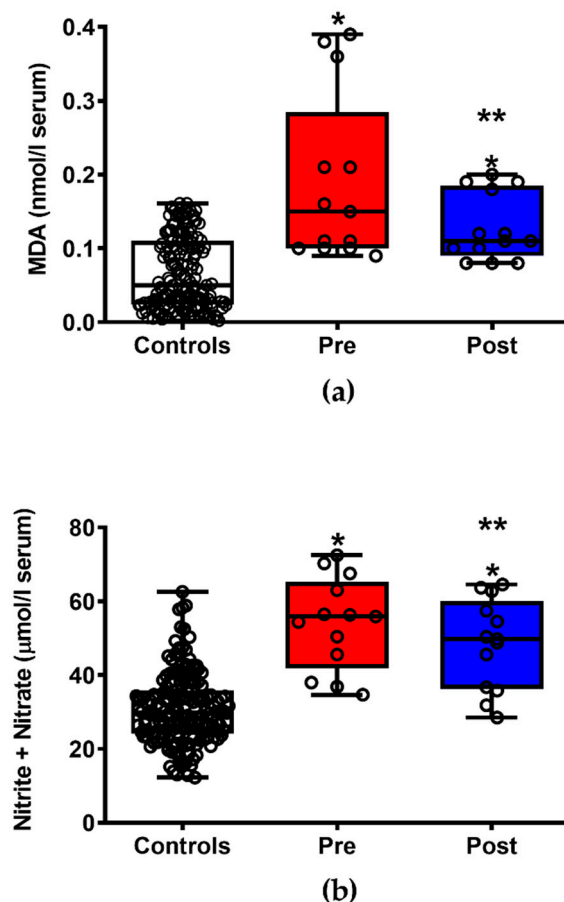 MDA (nmol/l serum)
0.4
0.3
0.2
0.1
0.0
*
**
*
Controls Pre Post
(a)
Nitrite + Nitrate (μmol/l serum)
80
60
40
20
0
*
**
*
Controls Pre Post
(b)